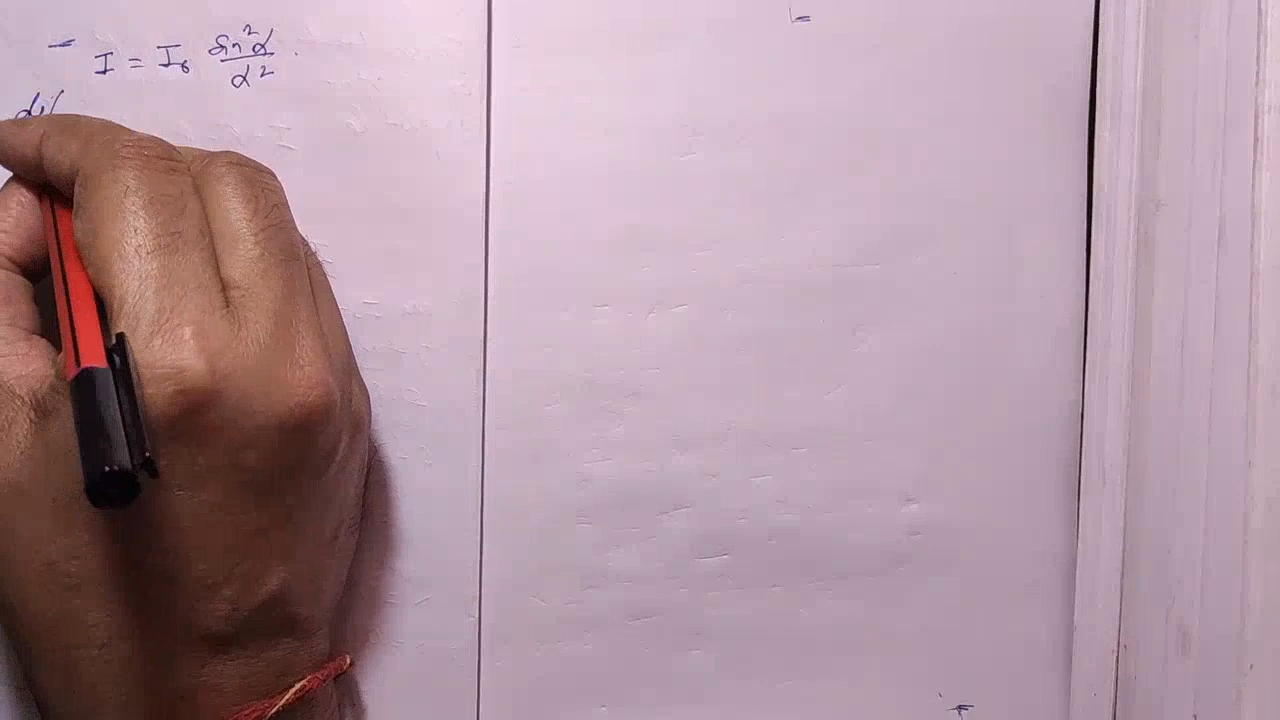 I = I₀ sin²α / α²